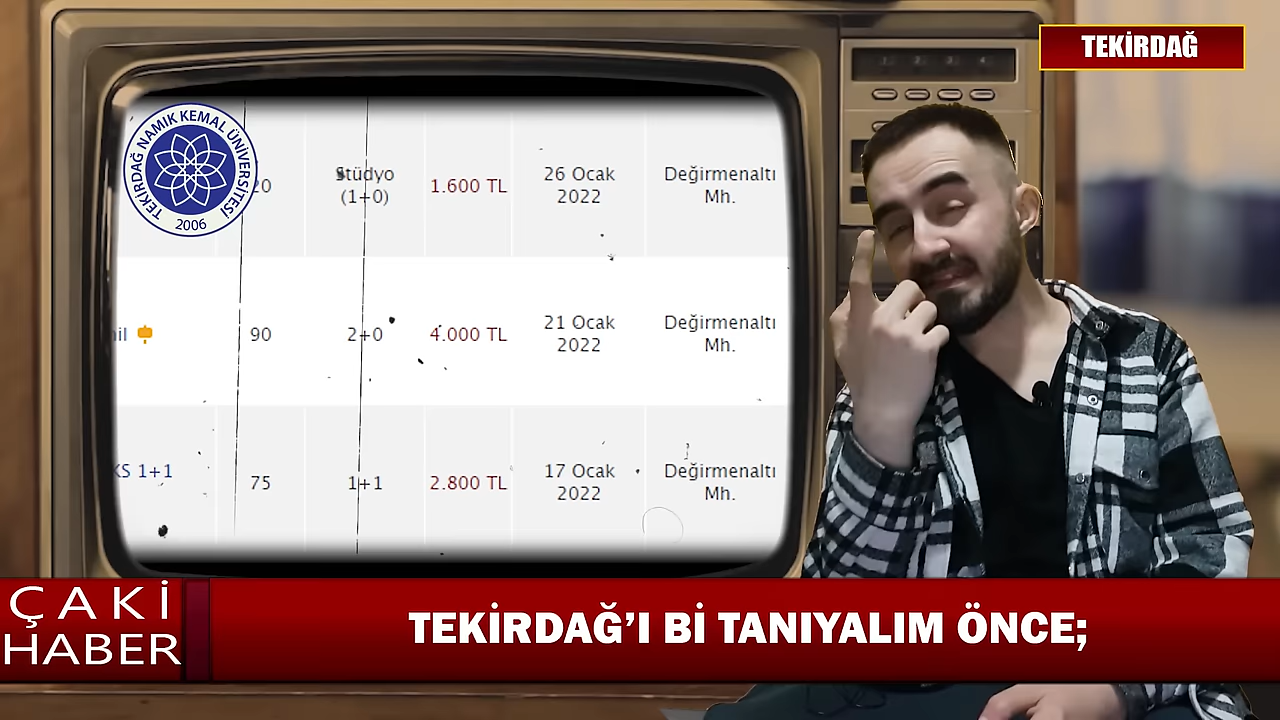 TEKİRDAĞ
TEKİRDAĞ NAMIK KEMAL ÜNİVERSİTESİ
2006
Stüdyo
(1+0)
1.600 TL
26 Ocak
2022
Değirmenaltı
Mh.
90
2+0
4.000 TL
21 Ocak
2022
Değirmenaltı
Mh.
1+1
75
1+1
2.800 TL
17 Ocak
2022
Değirmenaltı
Mh.
ÇAKİ
HABER
TEKİRDAĞ'I Bİ TANIYALIM ÖNCE;